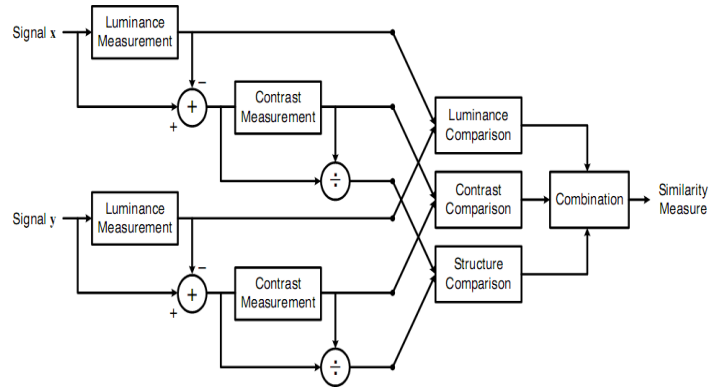 Signal x
Luminance
Measurement
−
+
+
Contrast
Measurement
÷
Signal y
Luminance
Measurement
−
+
+
Contrast
Measurement
÷
Luminance
Comparison
Contrast
Comparison
Structure
Comparison
Combination
Similarity
Measure